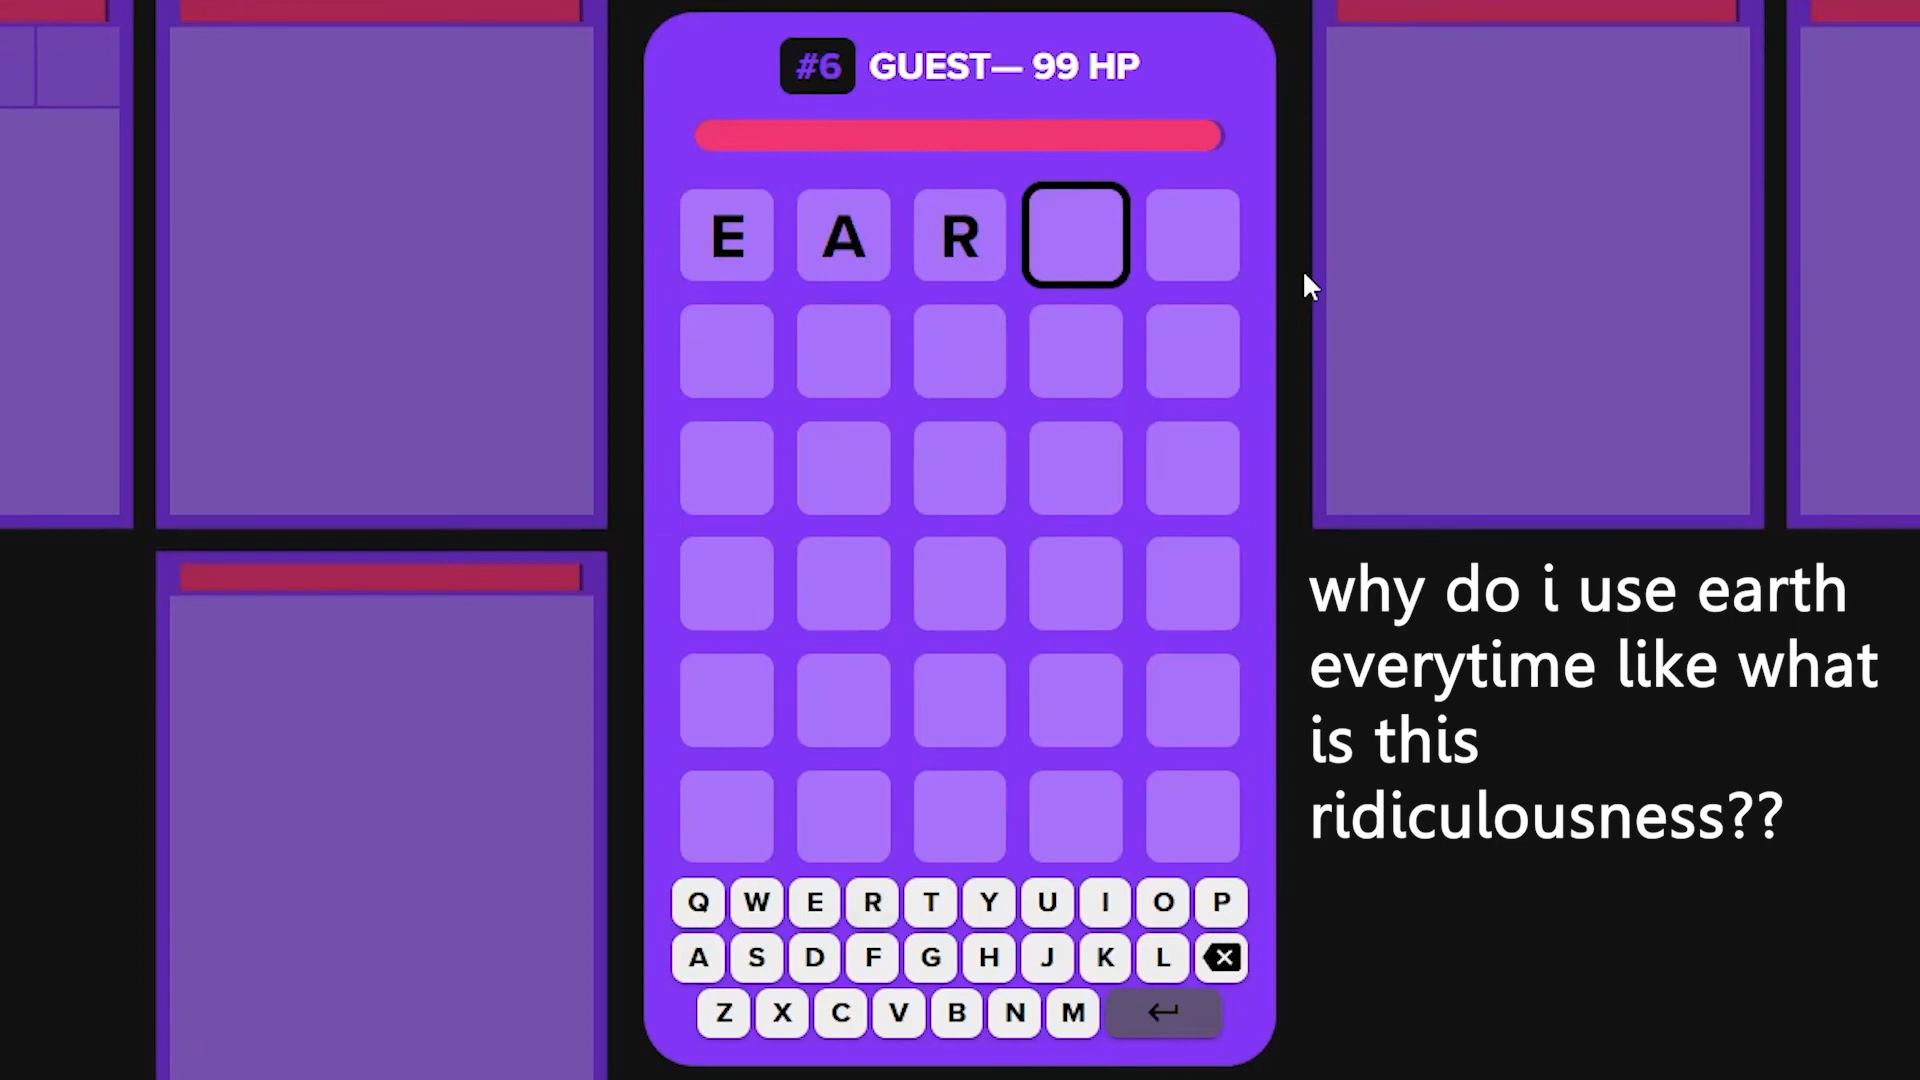 #6 GUEST— 99 HP
E A R
Q W E R T Y U I O P
A S D F G H J K L
Z X C V B N M
why do i use earth
everytime like what
is this
ridiculousness??